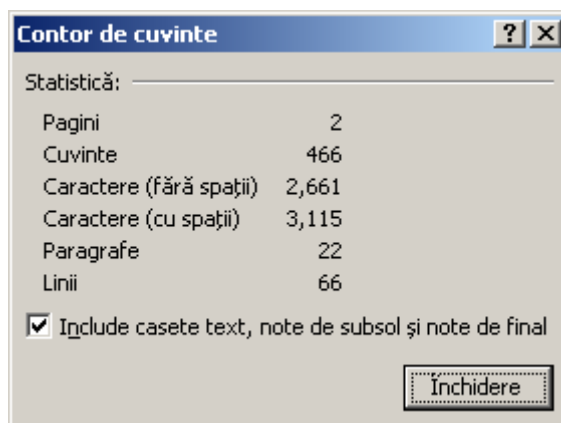 Contor de cuvinte
Statistică:
Pagini 2
Cuvinte 466
Caractere (fără spații) 2,661
Caractere (cu spații) 3,115
Paragrafe 22
Linii 66
Include casete text, note de subsol și note de final
Închidere